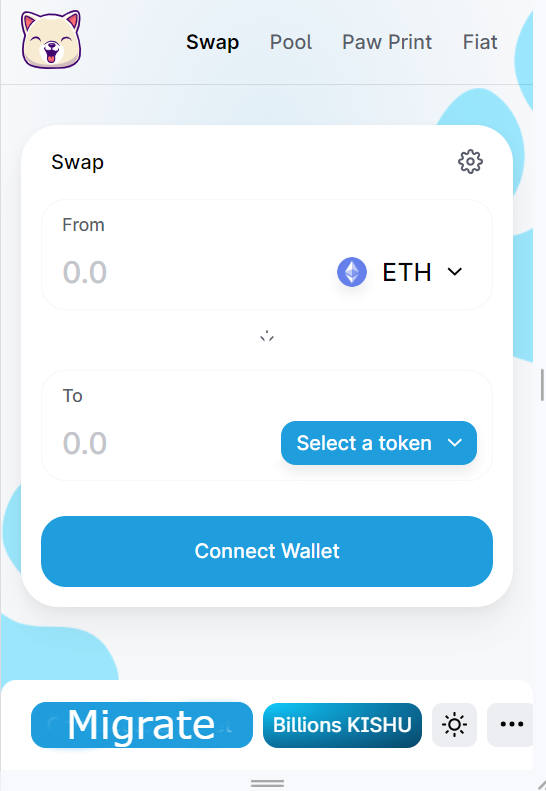 Swap Pool Paw Print Fiat
Swap
From
0.0 ETH
To
0.0 Select a token
Connect Wallet
Migrate Billions KISHU